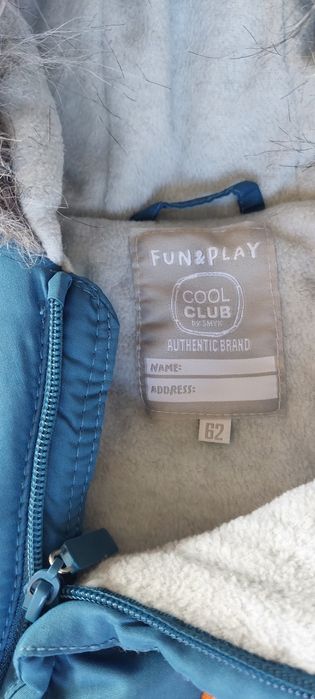 FUN&PLAY
COOL
CLUB
BY SMYK
AUTHENTIC BRAND
NAME:
ADDRESS:
62